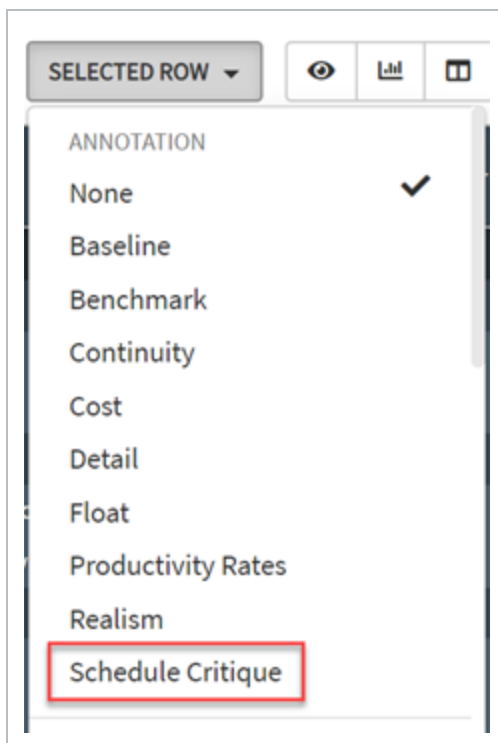 SELECTED ROW
ANNOTATION
None
Baseline
Benchmark
Continuity
Cost
Detail
Float
Productivity Rates
Realism
Schedule Critique